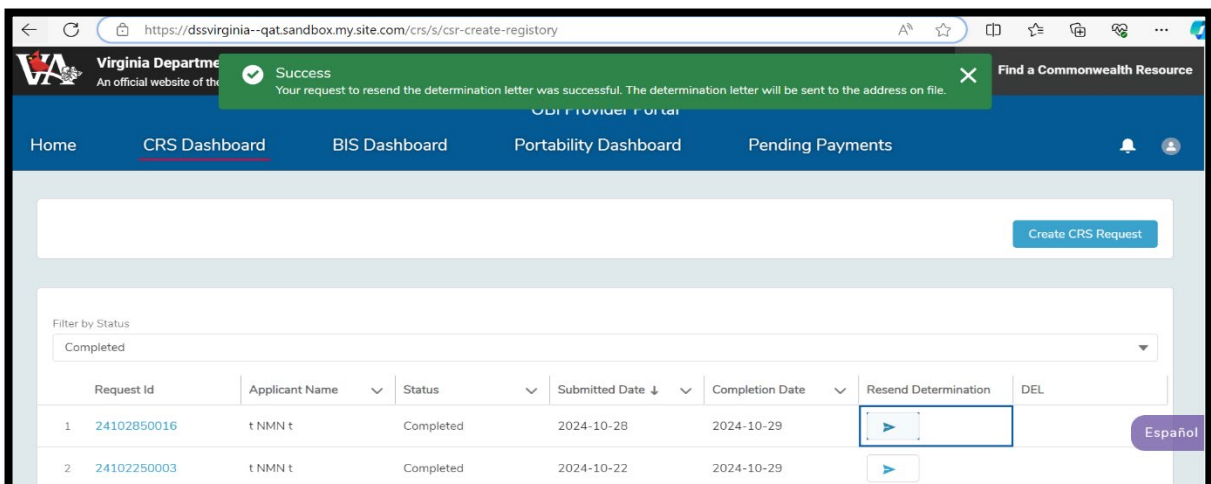 https://dssvirginia--qat.sandbox.my.site.com/crs/s/csr-create-registory
VA
Virginia Departme
An official website of the
Success
Your request to resend the determination letter was successful. The determination letter will be sent to the address on file.
Find a Commonwealth Resource
OBI Provider Portal
Home CRS Dashboard BIS Dashboard Portability Dashboard Pending Payments
Create CRS Request
Filter by Status
Completed
Request Id Applicant Name Status Submitted Date Completion Date Resend Determination DEL
1 24102850016 t NMN t Completed 2024-10-28 2024-10-29
Español
2 24102250003 t NMN t Completed 2024-10-22 2024-10-29